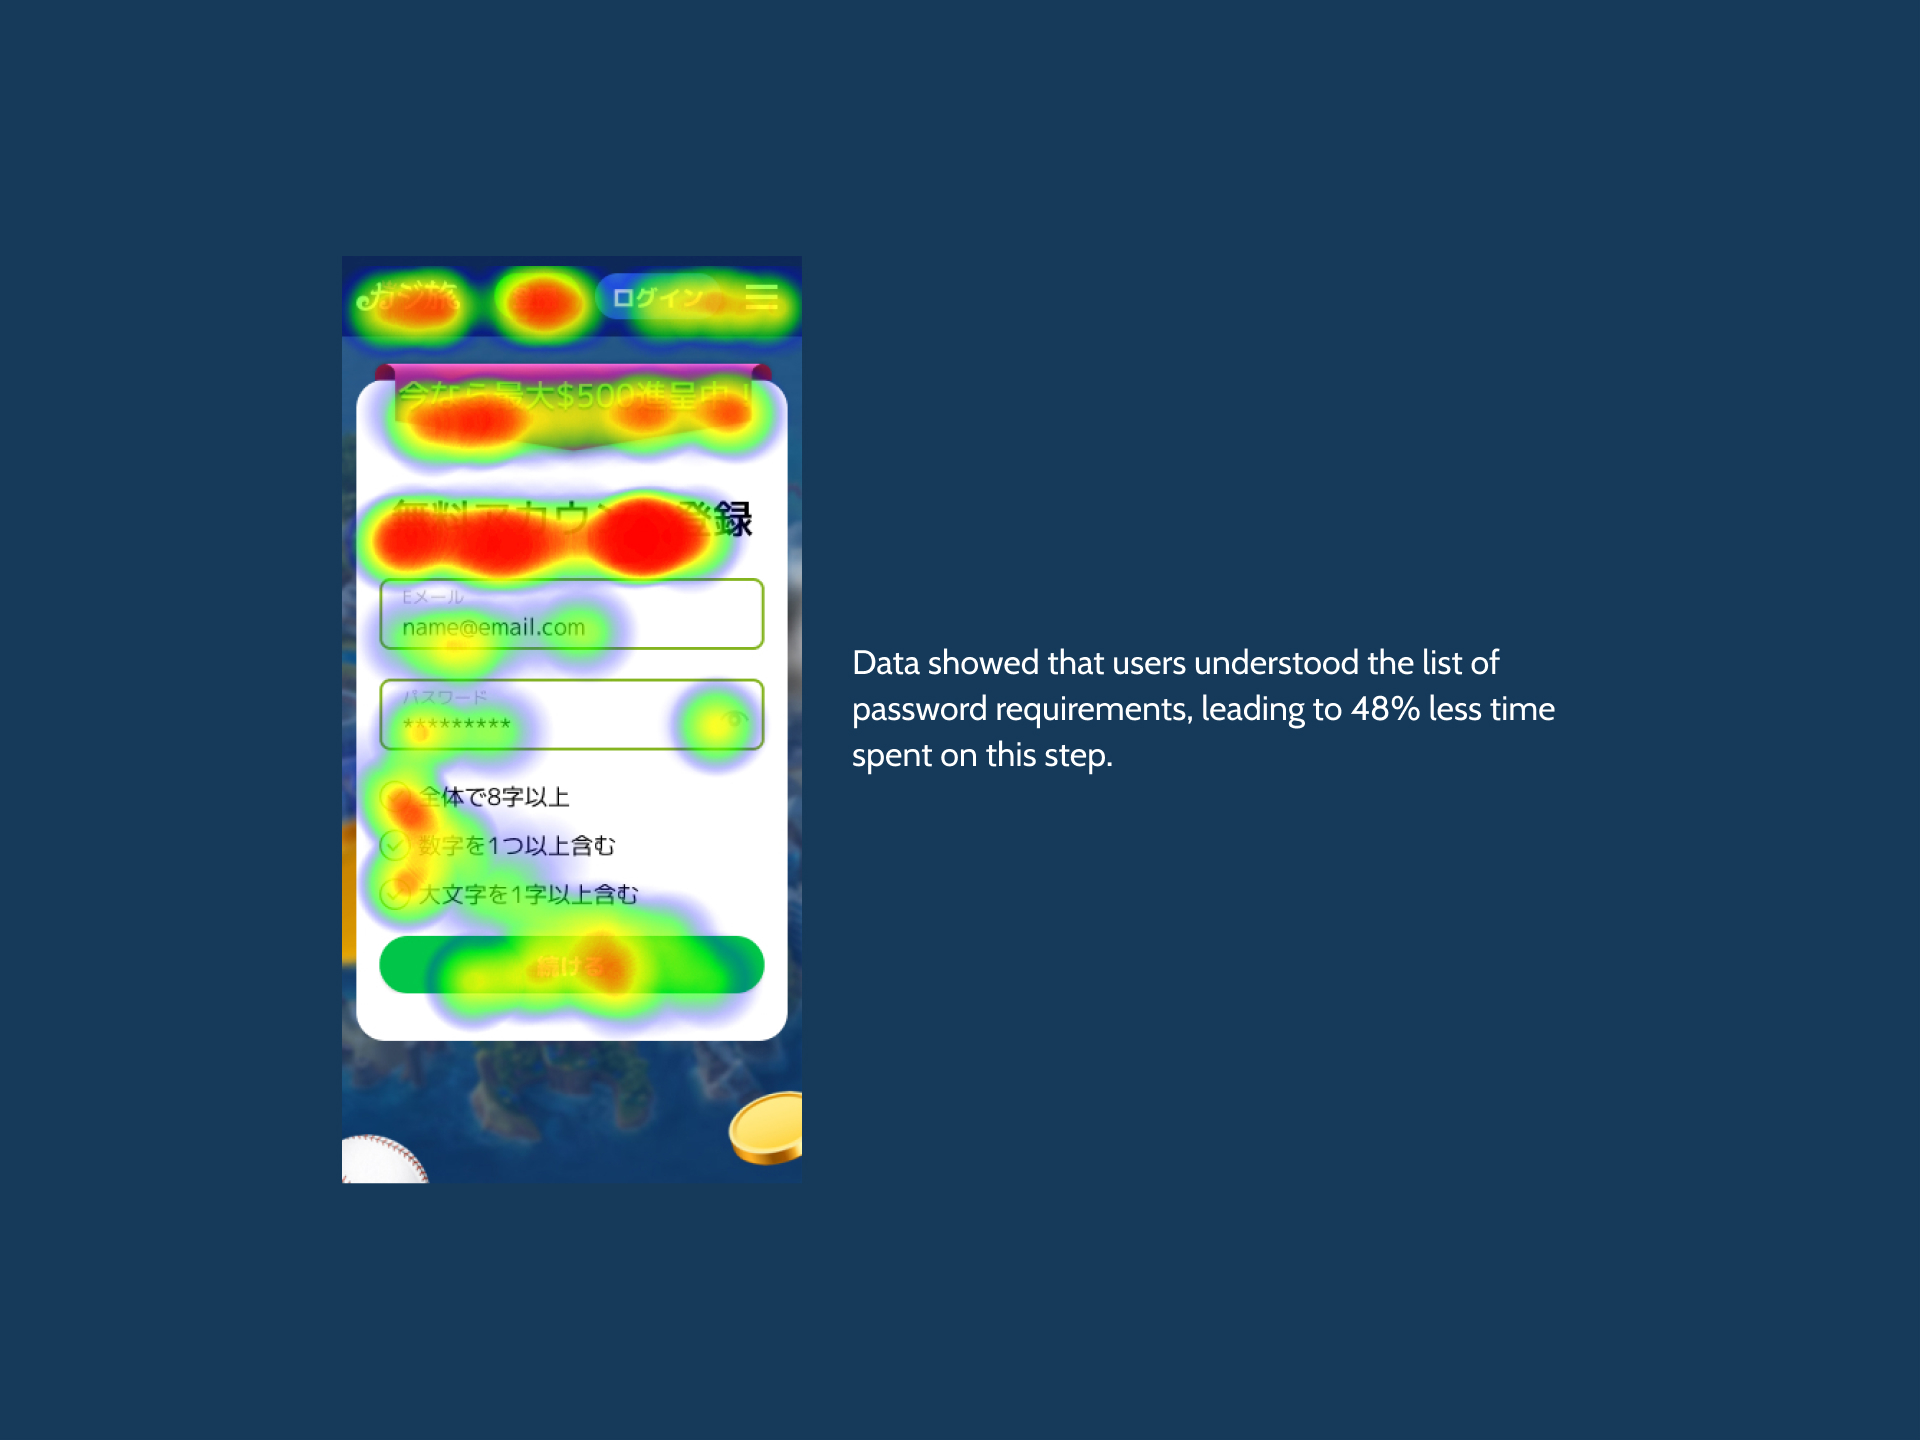 カジ旅
ログイン
今なら最大$500進呈中！
無料アカウント登録
Eメール
name@email.com
パスワード
*********
全体で8字以上
数字を1つ以上含む
大文字を1字以上含む
続ける
Data showed that users understood the list of
password requirements, leading to 48% less time
spent on this step.